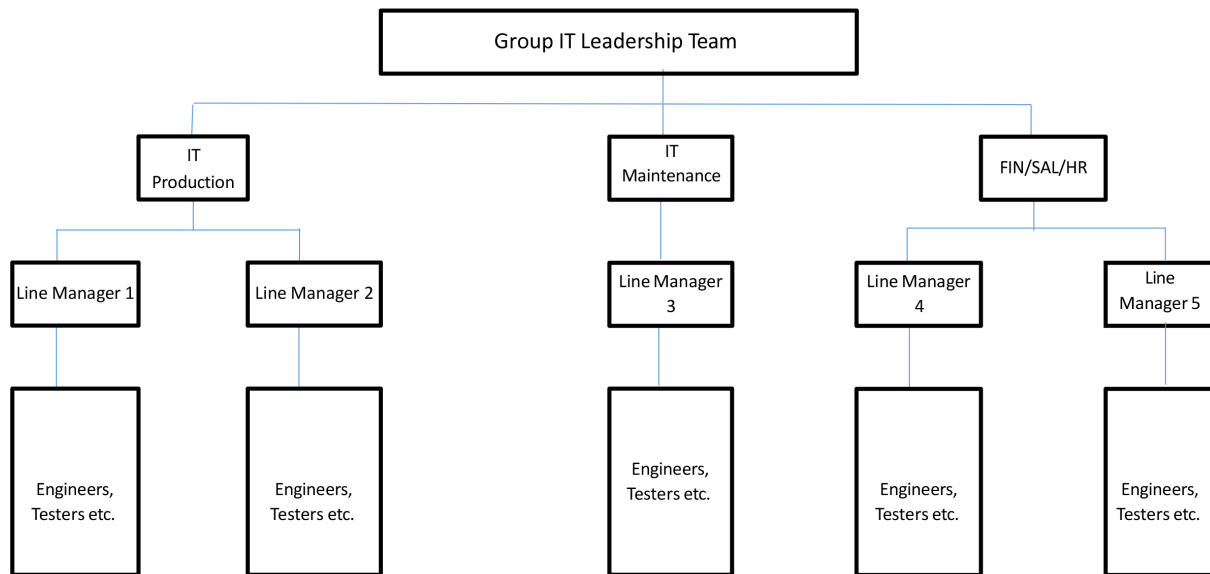 Group IT Leadership Team
IT
Production
IT
Maintenance
FIN/SAL/HR
Line Manager 1
Line Manager 2
Line Manager
3
Line Manager
4
Line
Manager 5
Engineers,
Testers etc.
Engineers,
Testers etc.
Engineers,
Testers etc.
Engineers,
Testers etc.
Engineers,
Testers etc.